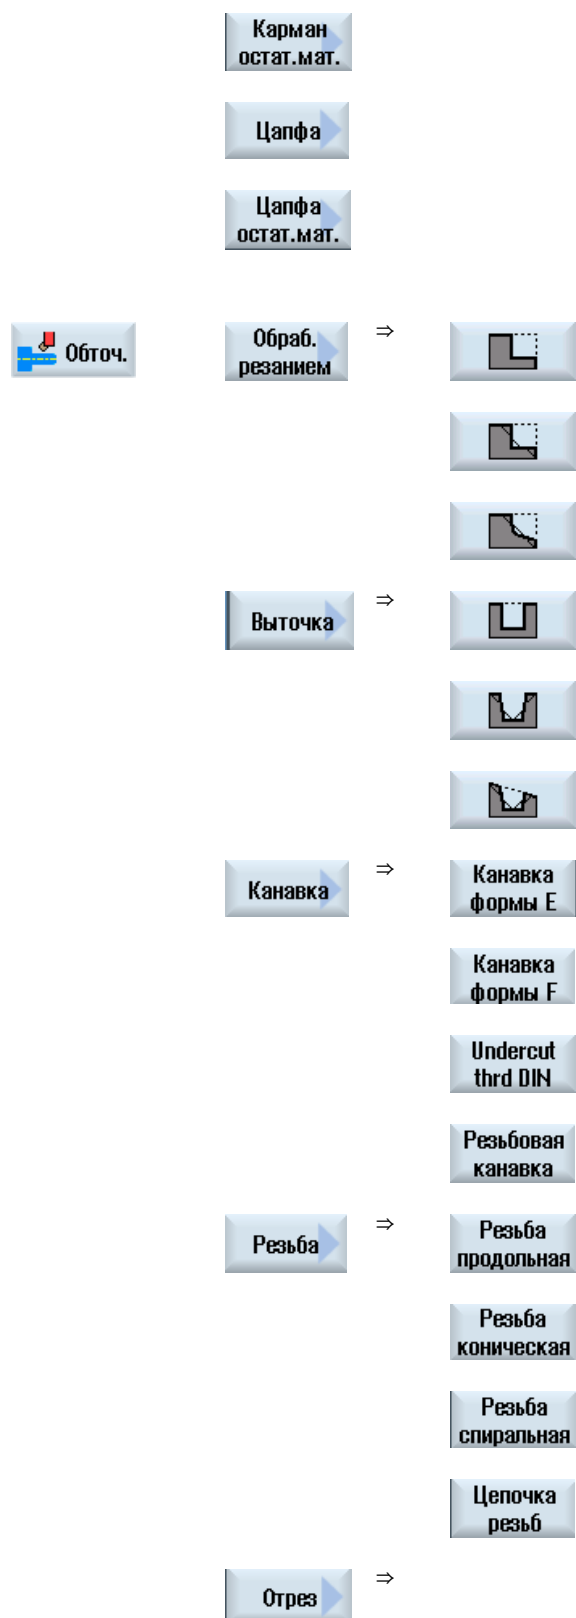 Карман
остат.мат.
Цапфа
Цапфа
остат.мат.
Обточ.
Обраб.
резанием
⇒
Выточка
⇒
Канавка
⇒
Канавка
формы E
Канавка
формы F
Undercut
thrd DIN
Резьбовая
канавка
Резьба
⇒
Резьба
продольная
Резьба
коническая
Резьба
спиральная
Цепочка
резьб
Отрез
⇒